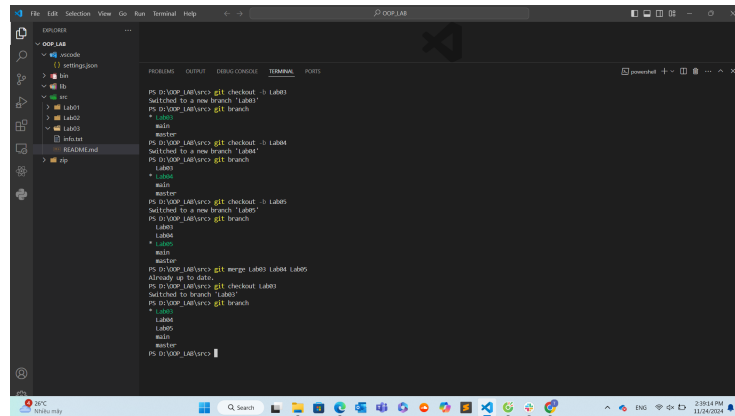 File Edit Selection View Go Run Terminal Help
OOP_LAB
EXPLORER
OOP_LAB
.vscode
settings.json
bin
lib
src
Lab01
Lab02
Lab03
info.txt
README.md
zip
PROBLEMS OUTPUT DEBUG CONSOLE TERMINAL PORTS
powershell
PS D:\OOP_LAB\src> git checkout -b Lab03
Switched to a new branch 'Lab03'
PS D:\OOP_LAB\src> git branch
* Lab03
main
master
PS D:\OOP_LAB\src> git checkout -b Lab04
Switched to a new branch 'Lab04'
PS D:\OOP_LAB\src> git branch
Lab03
* Lab04
main
master
PS D:\OOP_LAB\src> git checkout -b Lab05
Switched to a new branch 'Lab05'
PS D:\OOP_LAB\src> git branch
Lab03
Lab04
* Lab05
main
master
PS D:\OOP_LAB\src> git merge Lab03 Lab04 Lab05
Already up to date.
PS D:\OOP_LAB\src> git checkout Lab03
Switched to branch 'Lab03'
PS D:\OOP_LAB\src> git branch
* Lab03
Lab04
Lab05
main
master
PS D:\OOP_LAB\src>
26°C
Nhiều mây
Search
ENG
2:39:14 PM
11/24/2024